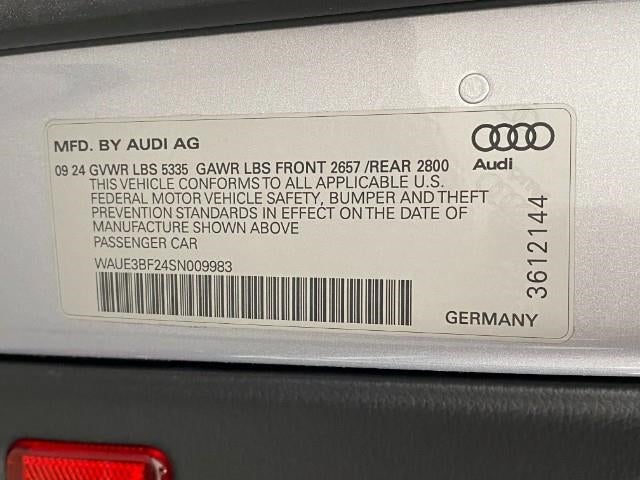 MFD. BY AUDI AG
09 24 GVWR LBS 5335 GAWR LBS FRONT 2657 /REAR 2800
THIS VEHICLE CONFORMS TO ALL APPLICABLE U.S.
FEDERAL MOTOR VEHICLE SAFETY, BUMPER AND THEFT
PREVENTION STANDARDS IN EFFECT ON THE DATE OF
MANUFACTURE SHOWN ABOVE
PASSENGER CAR
WAUE3BF24SN009983
Audi
3612144
GERMANY